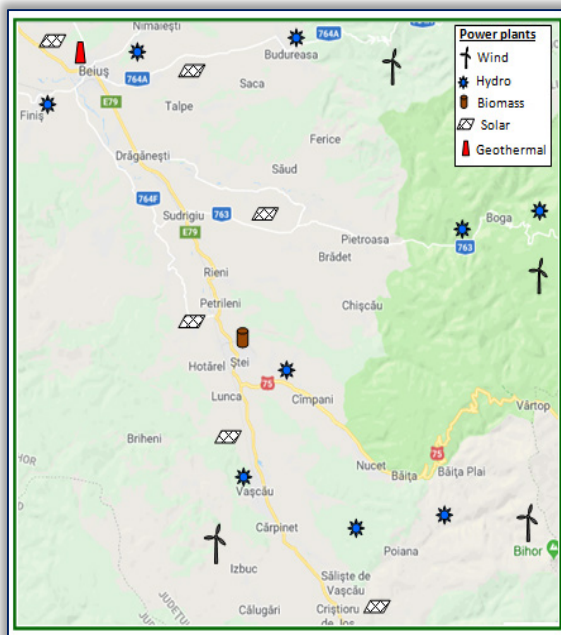 Nimăiești
764A
Budureasa
Beiuș
764A
Saca
E79
Talpe
Finiș
Ferice
Drăgănești
Săud
764F
Sudrigiu
763
E79
Pietroasa
Boga
763
Brădet
Rieni
Petrileni
Chișcău
Hotărel
Ștei
75
Lunca
Cîmpani
Vârtop
Briheni
75
HOR
Nucet
Băița
Băița Plai
Vașcău
Cărpinet
Poiana
Bihor
Izbuc
Săliște de
Vașcău
JUDEȚU
Călugări
Criștioru
de Jos
Power plants
Wind
Hydro
Biomass
Solar
Geothermal